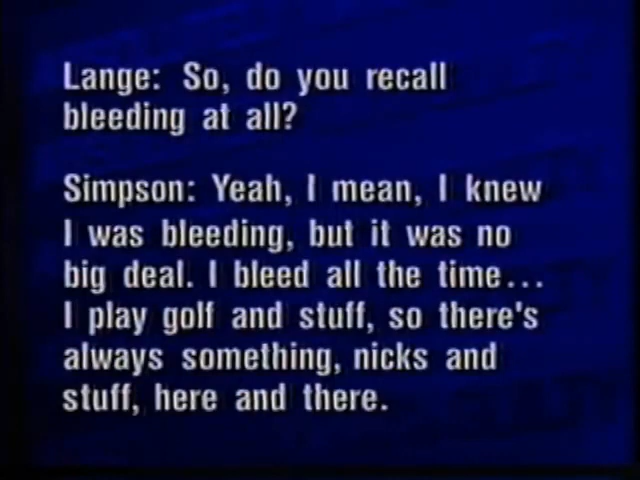 Lange: So, do you recall
bleeding at all?
Simpson: Yeah, I mean, I knew
I was bleeding, but it was no
big deal. I bleed all the time...
I play golf and stuff, so there's
always something, nicks and
stuff, here and there.